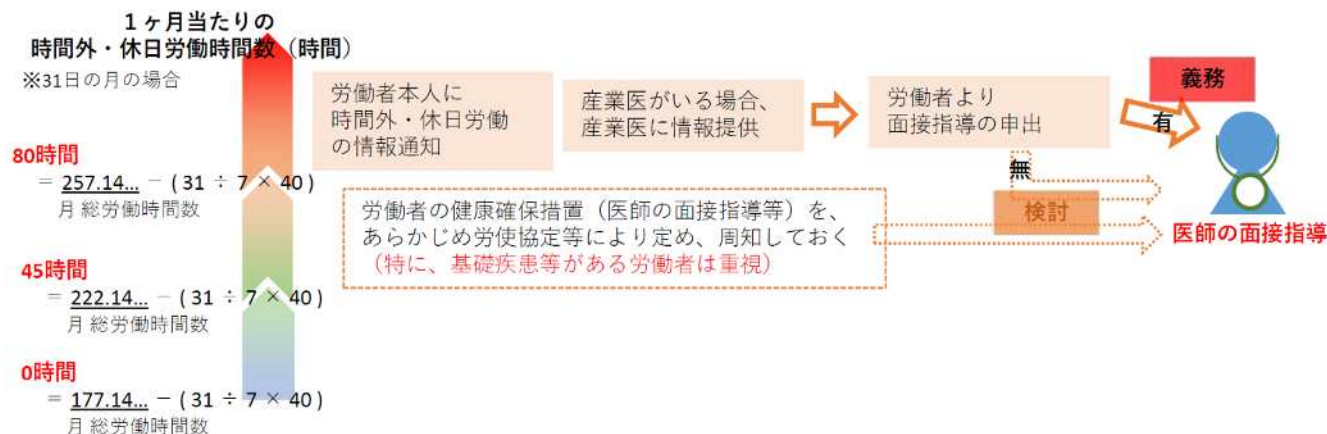 １ヶ月当たりの
時間外・休日労働時間数（時間）
※31日の月の場合
80時間
＝ 257.14... －（ 31 ÷ 7 × 40 ）
月 総労働時間数
45時間
＝ 222.14... －（ 31 ÷ 7 × 40 ）
月 総労働時間数
0時間
＝ 177.14... －（ 31 ÷ 7 × 40 ）
月 総労働時間数
労働者本人に
時間外・休日労働
の情報通知
産業医がいる場合、
産業医に情報提供
労働者より
面接指導の申出
有
義務
無
検討
医師の面接指導
労働者の健康確保措置（医師の面接指導等）を、
あらかじめ労使協定等により定め、周知しておく
（特に、基礎疾患等がある労働者は重視）